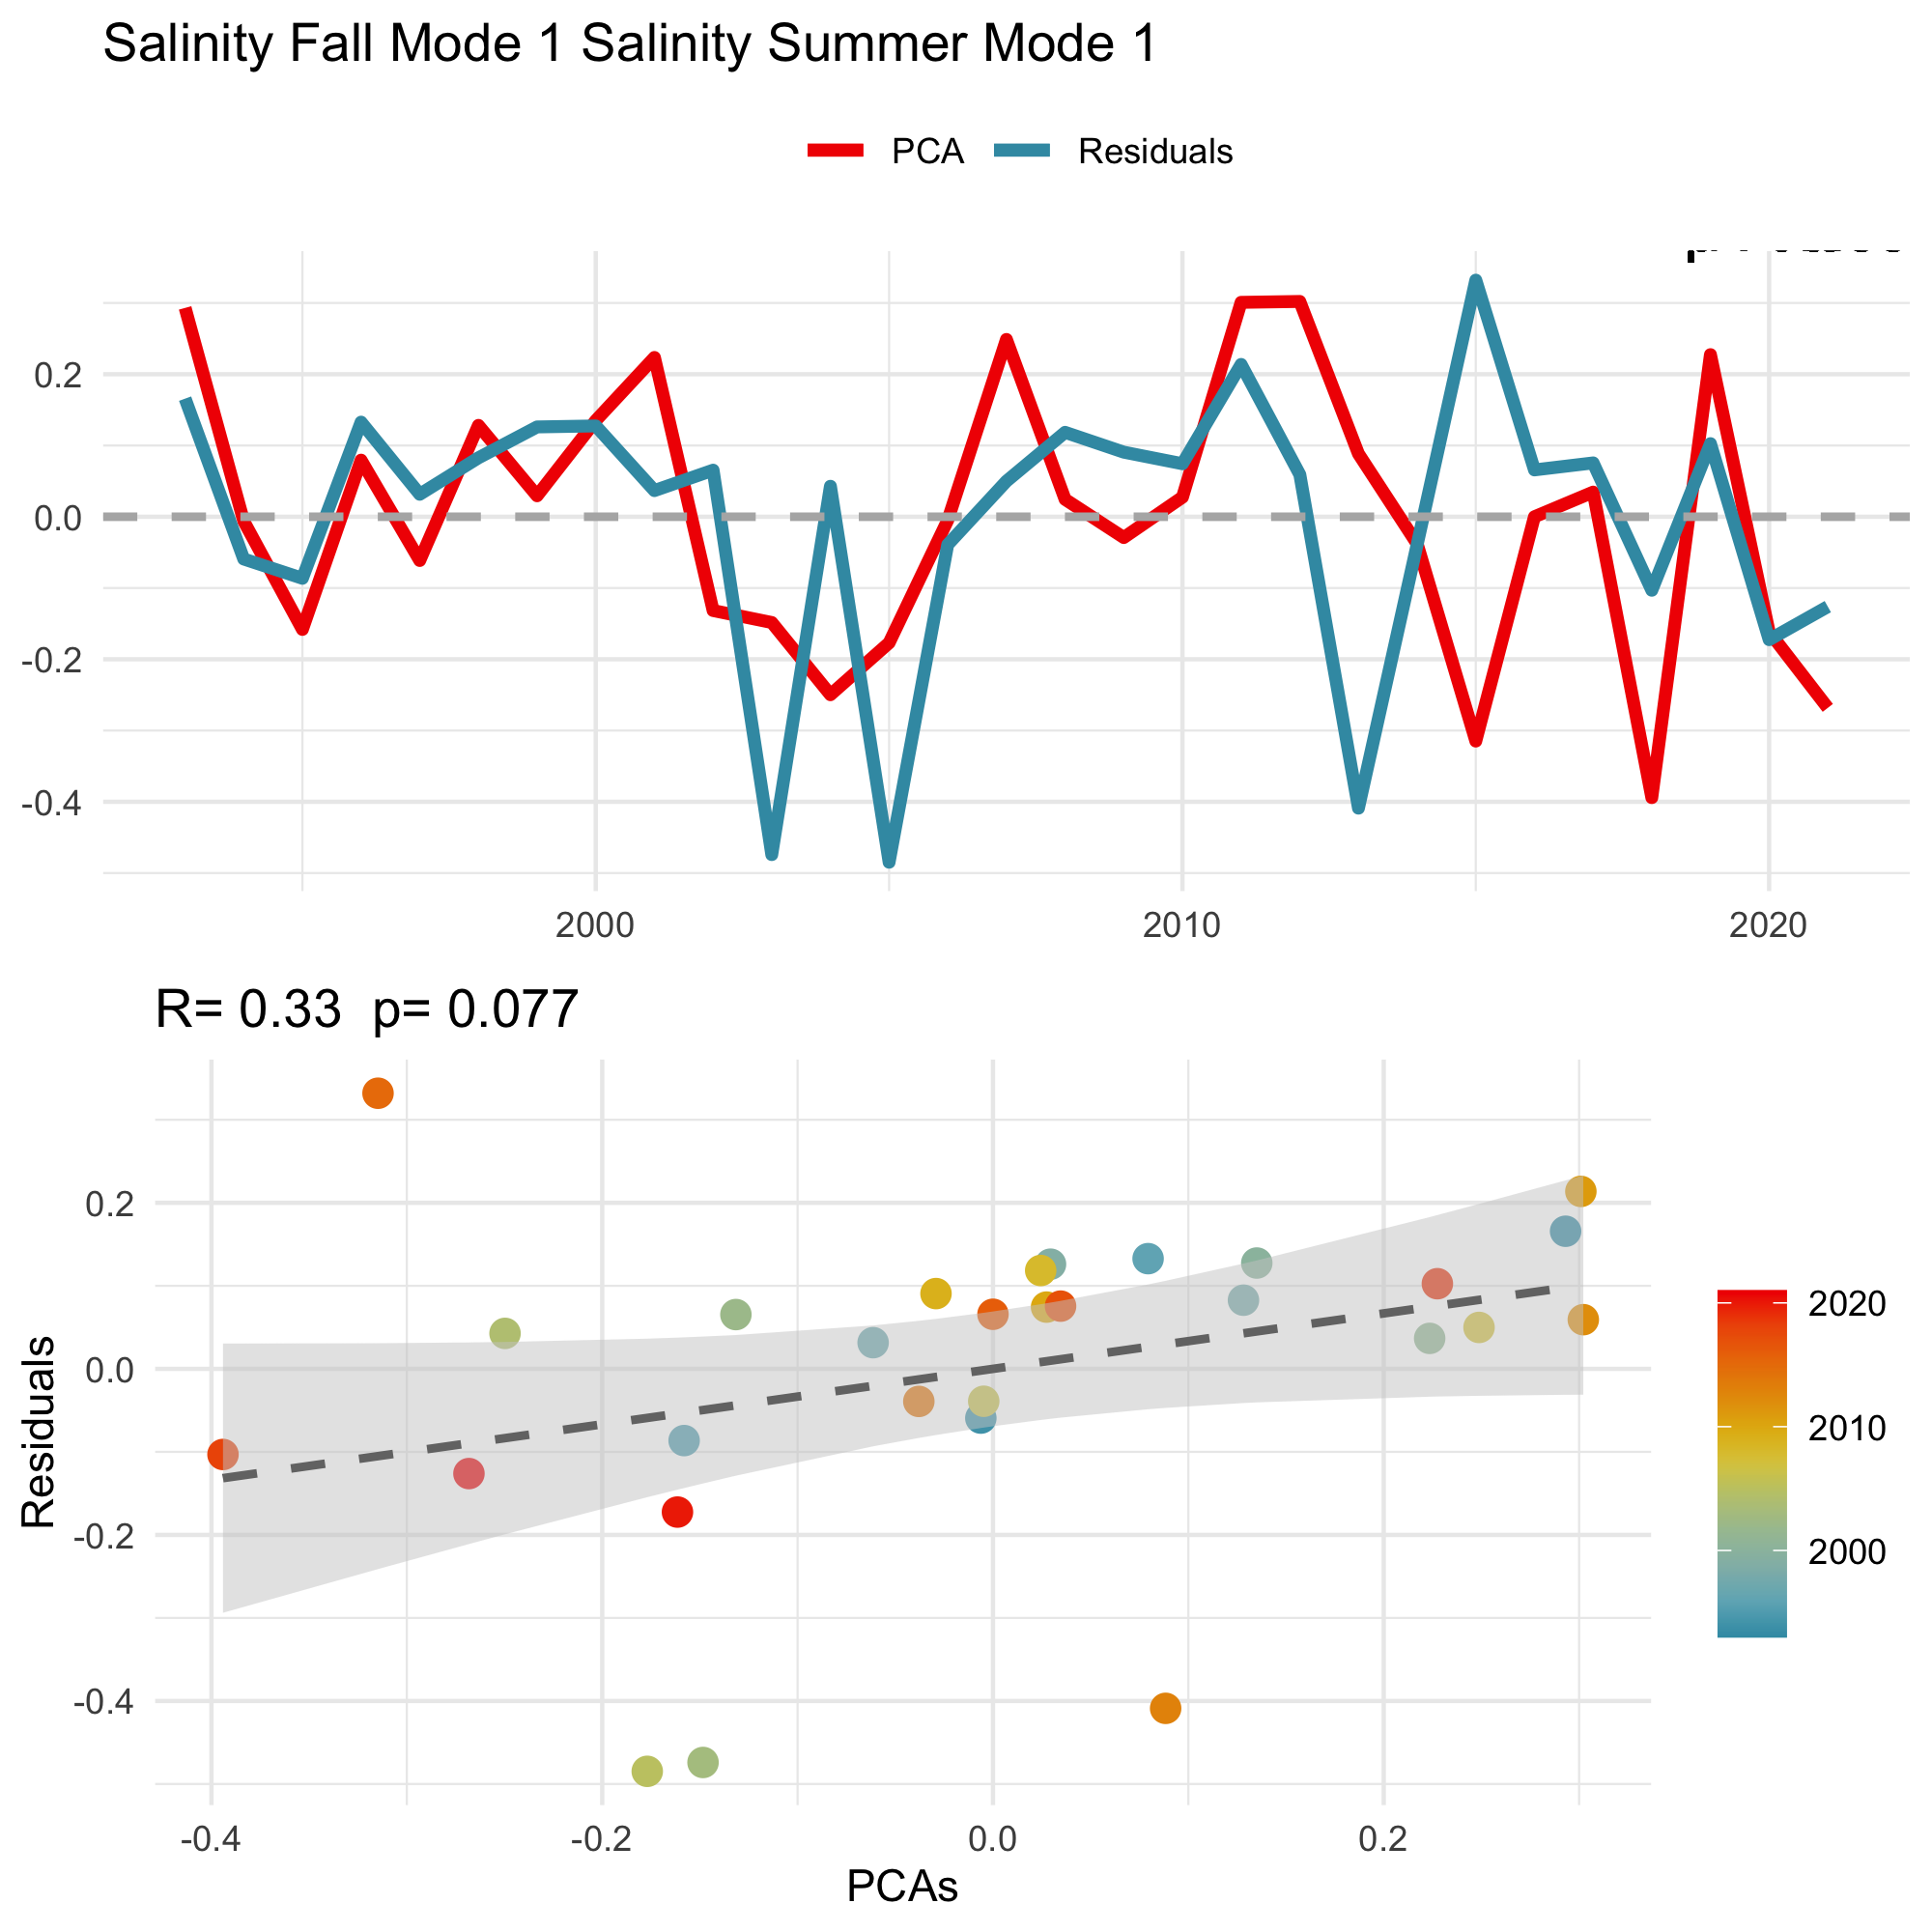 Salinity Fall Mode 1 Salinity Summer Mode 1
PCA Residuals
0.2
0.0
-0.2
-0.4
2000 2010 2020
R= 0.33 p= 0.077
Residuals
0.2
0.0
-0.2
-0.4
-0.4 -0.2 0.0 0.2
PCAs
2020
2010
2000